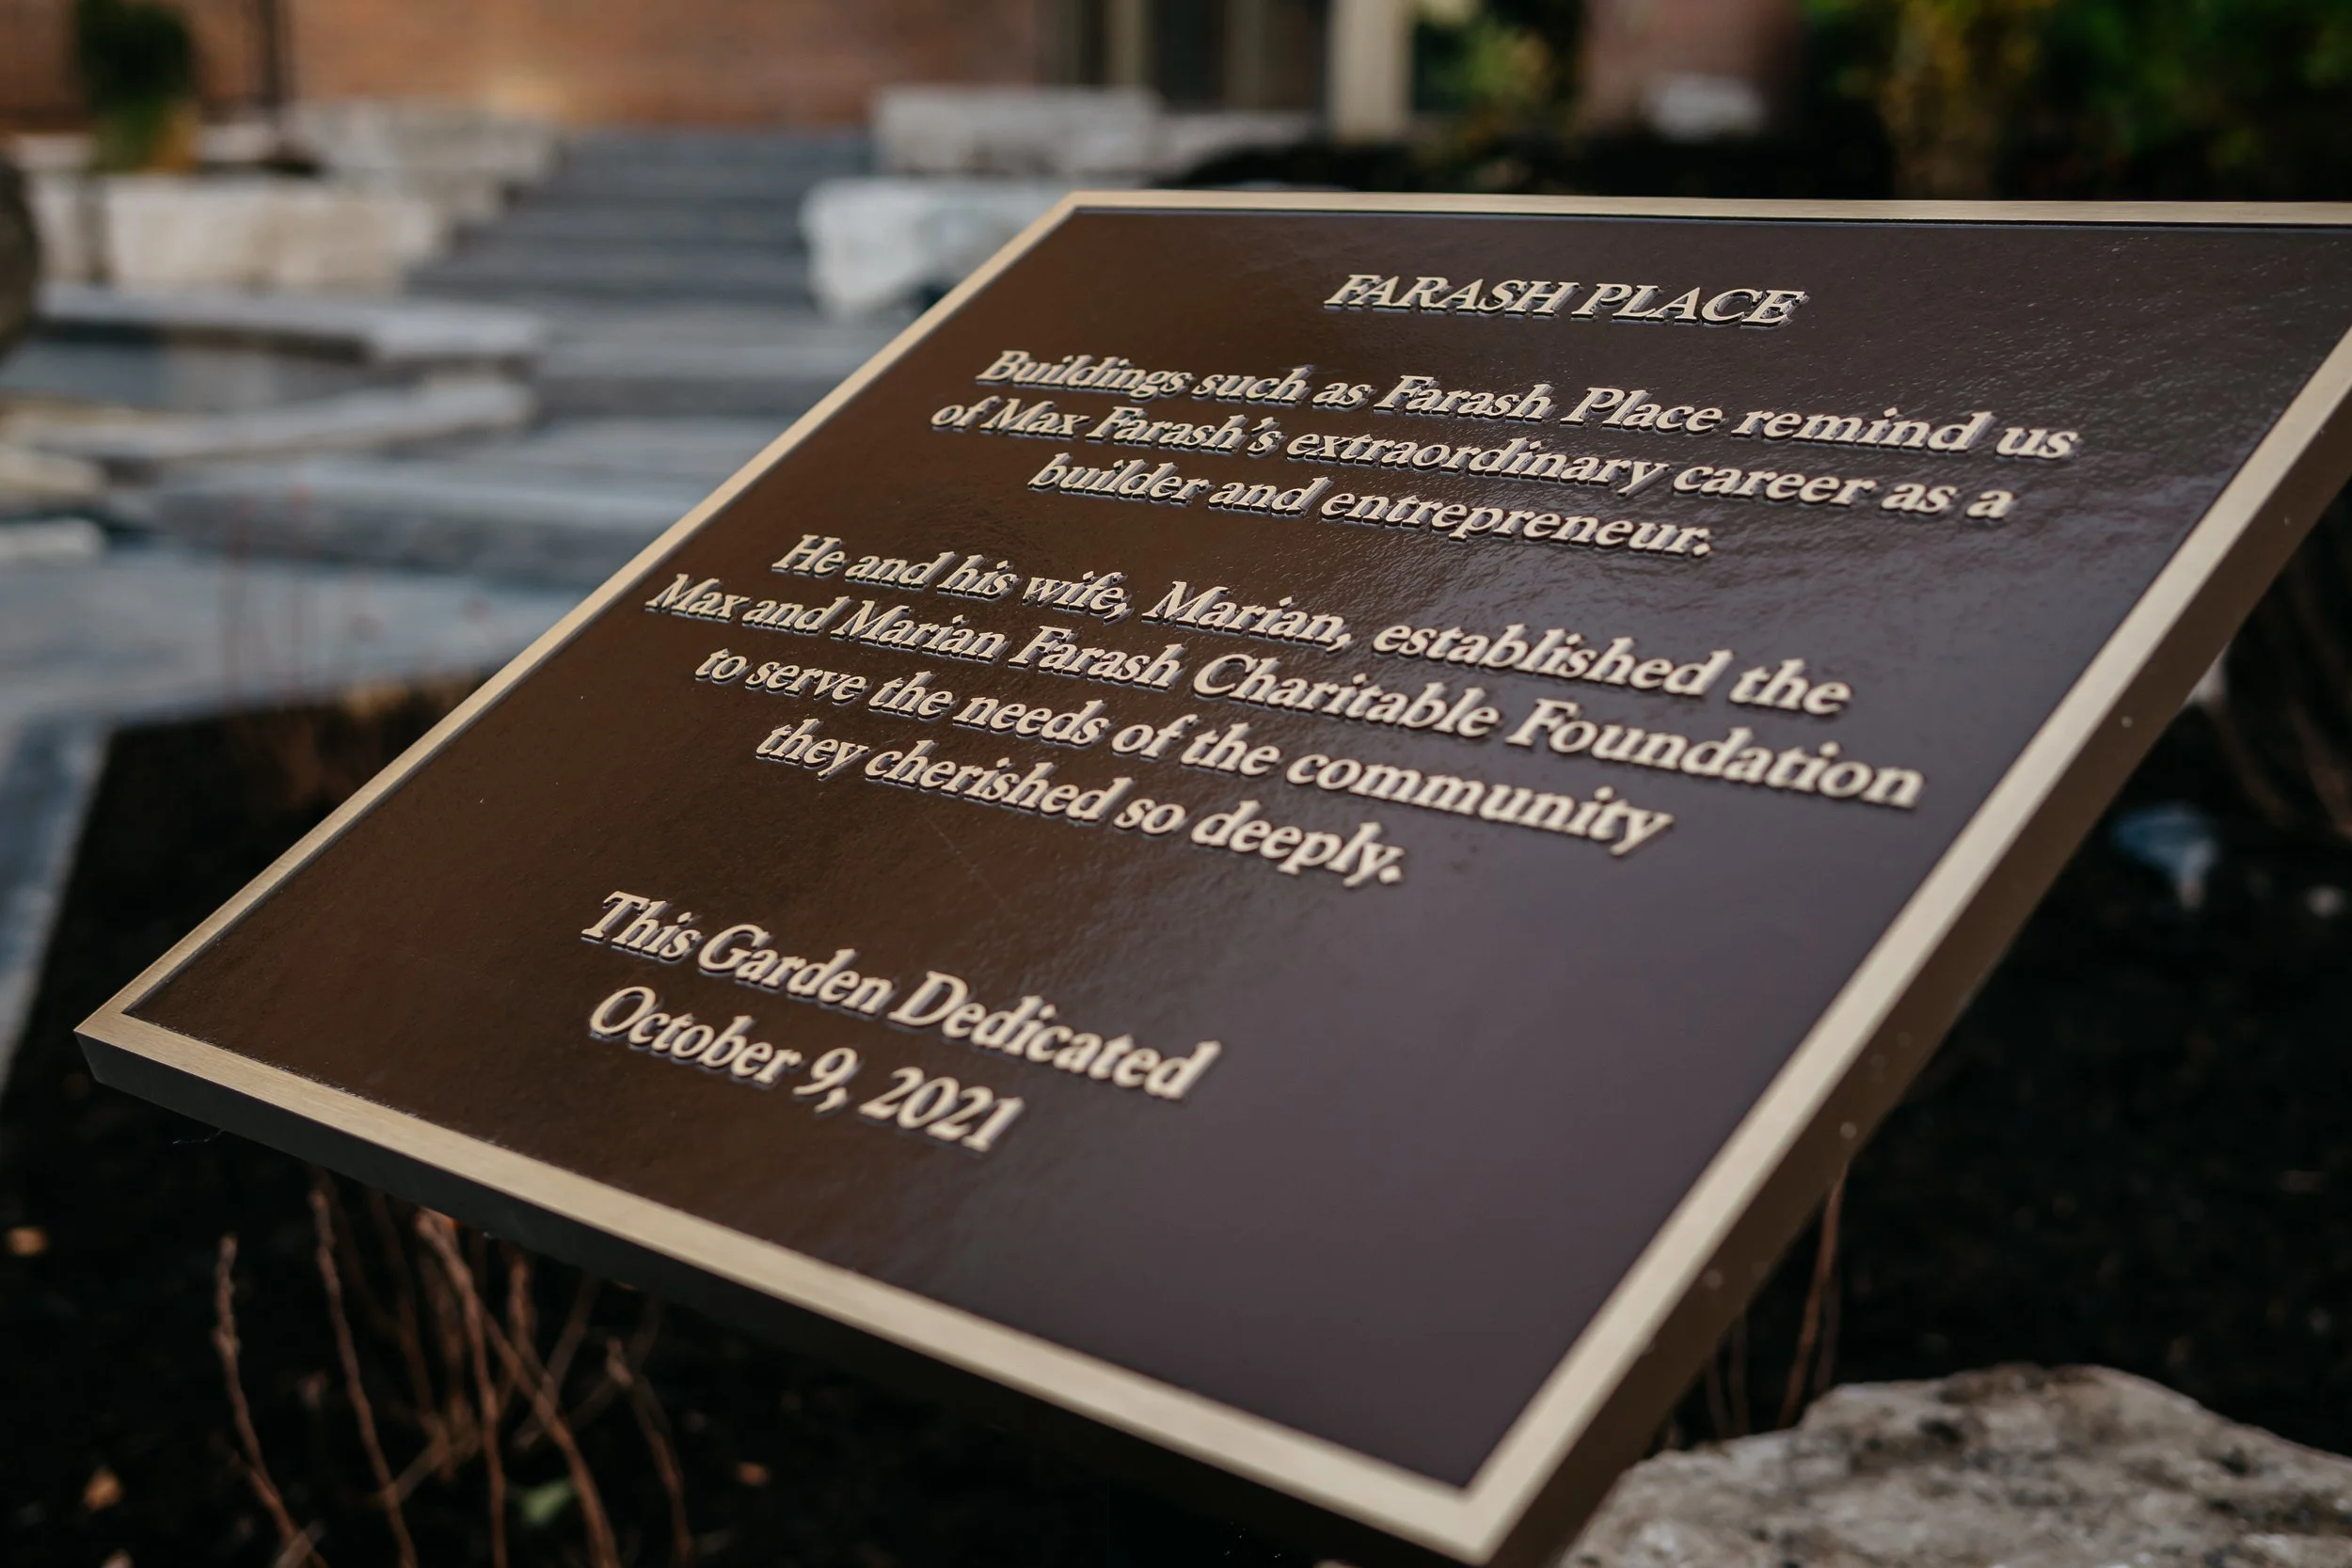 FARASH PLACE
Buildings such as Farash Place remind us
of Max Farash's extraordinary career as a
builder and entrepreneur.
He and his wife, Marian, established the
Max and Marian Farash Charitable Foundation
to serve the needs of the community
they cherished so deeply.
This Garden Dedicated
October 9, 2021